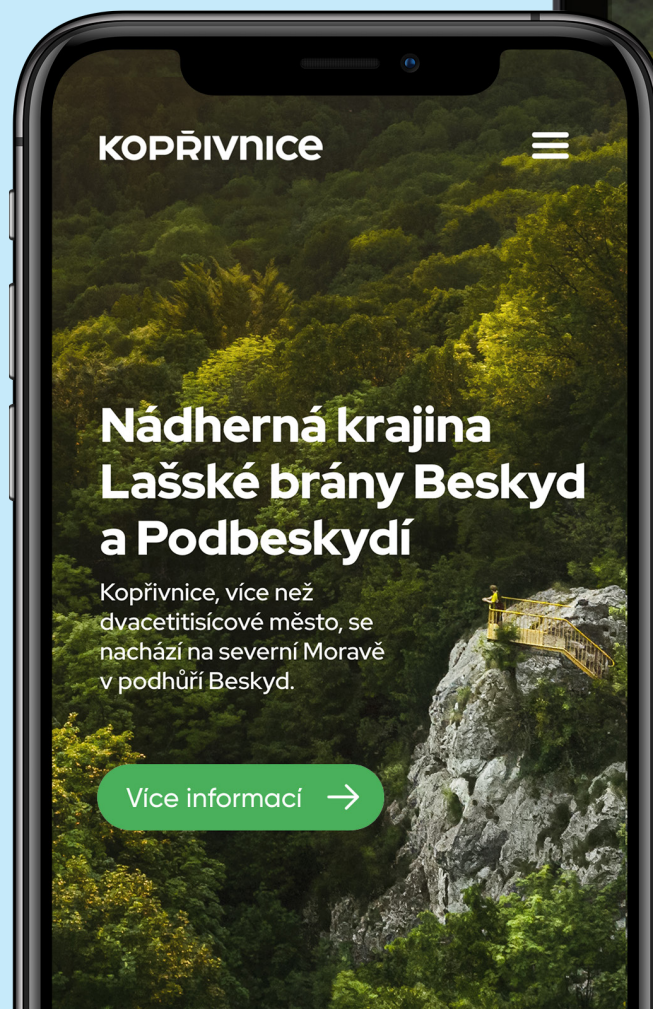 KOPŘIVNICE
Nádherná krajina
Lašské brány Beskyd
a Podbeskydí
Kopřivnice, více než
dvacetitisícové město, se
nachází na severní Moravě
v podhůří Beskyd.
Více informací